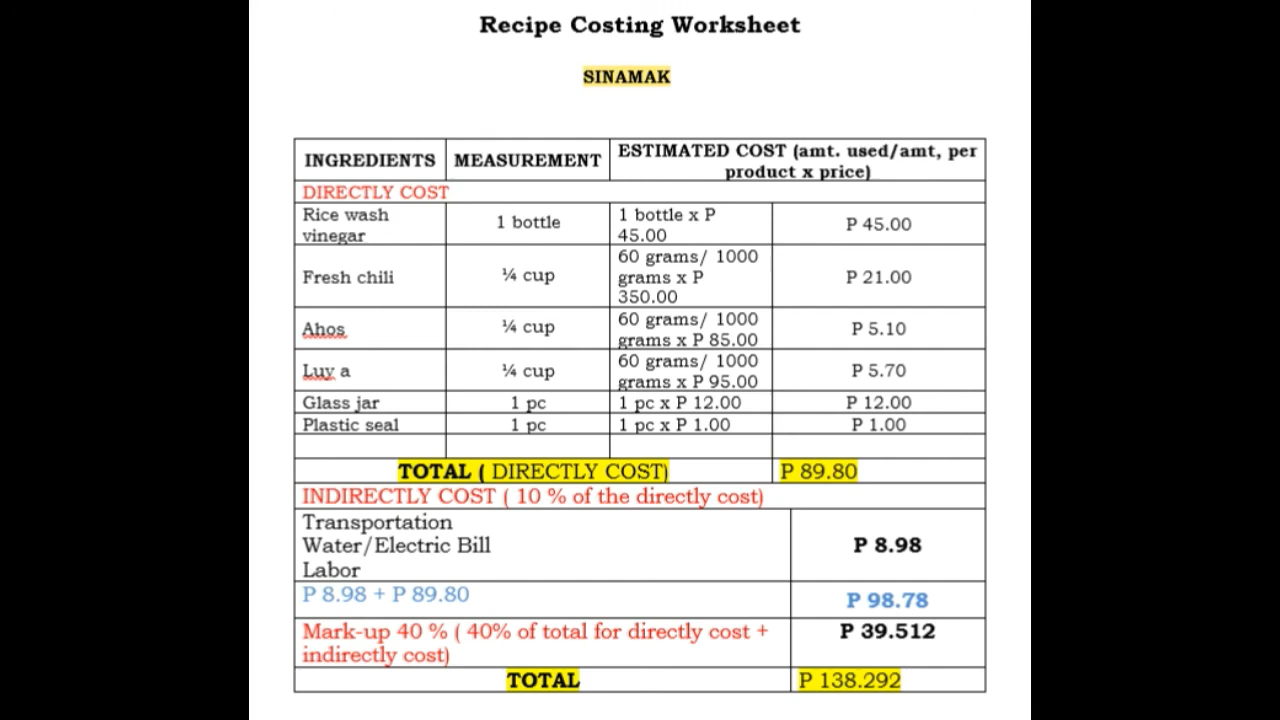 Recipe Costing Worksheet
SINAMAK
INGREDIENTS MEASUREMENT ESTIMATED COST (amt. used/amt, per
product x price)
DIRECTLY COST
Rice wash
vinegar
1 bottle
1 bottle x P
45.00
P 45.00
Fresh chili
¼ cup
60 grams/ 1000
grams x P
350.00
P 21.00
Ahos
¼ cup
60 grams/ 1000
grams x P 85.00
P 5.10
Luy a
¼ cup
60 grams/ 1000
grams x P 95.00
P 5.70
Glass jar 1 pc 1 pc x P 12.00 P 12.00
Plastic seal 1 pc 1 pc x P 1.00 P 1.00
TOTAL ( DIRECTLY COST) P 89.80
INDIRECTLY COST ( 10 % of the directly cost)
Transportation
Water/Electric Bill
Labor
P 8.98
P 8.98 + P 89.80 P 98.78
Mark-up 40 % ( 40% of total for directly cost +
indirectly cost)
P 39.512
TOTAL P 138.292